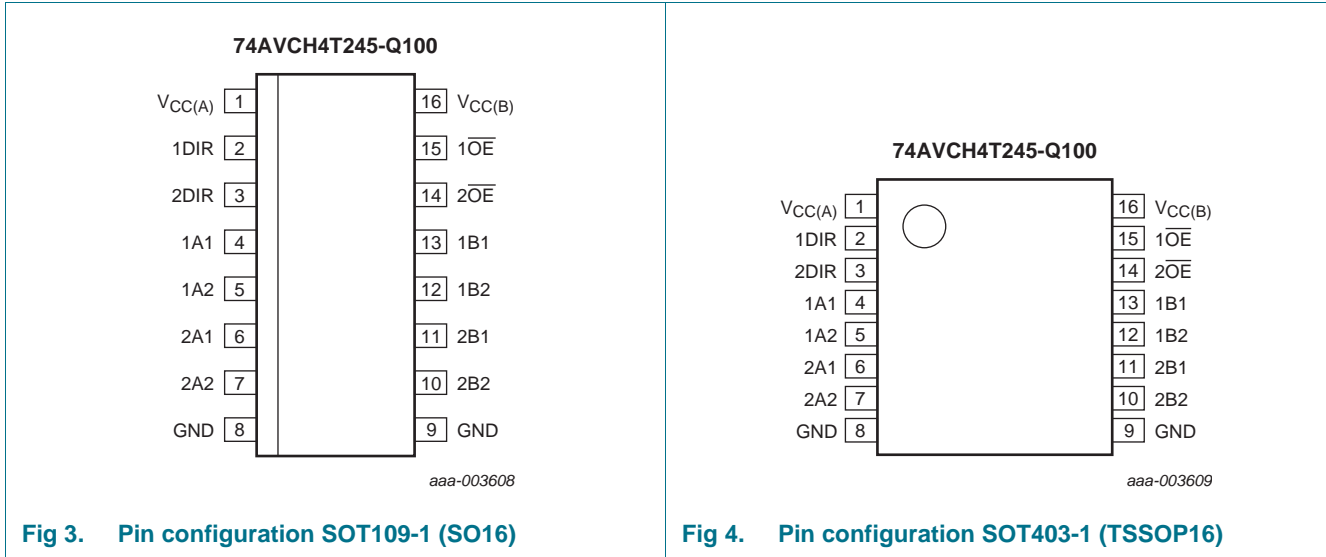 74AVCH4T245-Q100
VCC(A) 1 16 VCC(B)
1DIR 2 15 1O̅E̅
2DIR 3 14 2O̅E̅
1A1 4 13 1B1
1A2 5 12 1B2
2A1 6 11 2B1
2A2 7 10 2B2
GND 8 9 GND
aaa-003608
Fig 3. Pin configuration SOT109-1 (SO16)
74AVCH4T245-Q100
VCC(A) 1 16 VCC(B)
1DIR 2 15 1O̅E̅
2DIR 3 14 2O̅E̅
1A1 4 13 1B1
1A2 5 12 1B2
2A1 6 11 2B1
2A2 7 10 2B2
GND 8 9 GND
aaa-003609
Fig 4. Pin configuration SOT403-1 (TSSOP16)